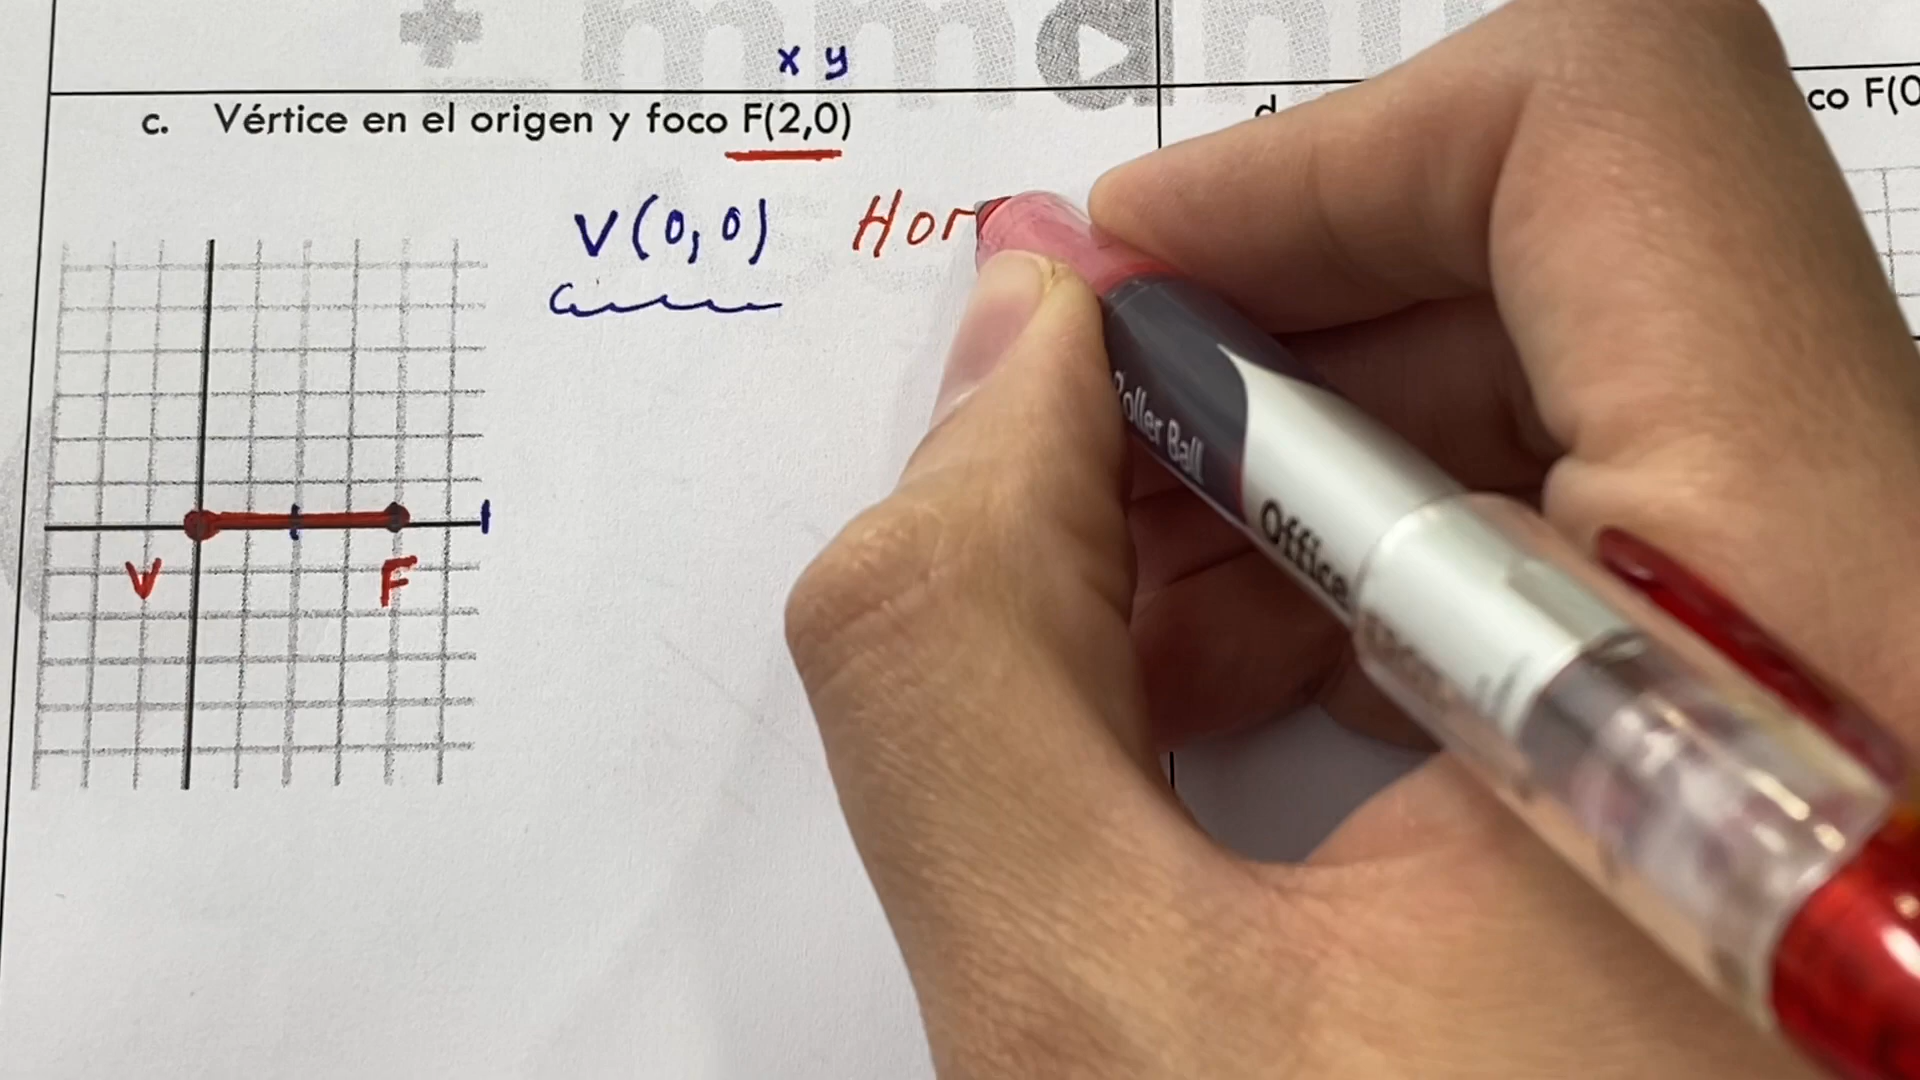 x y
c. Vértice en el origen y foco F(2,0)
d
co F(0
V(0,0) Hor
V F
Roller Ball
Office